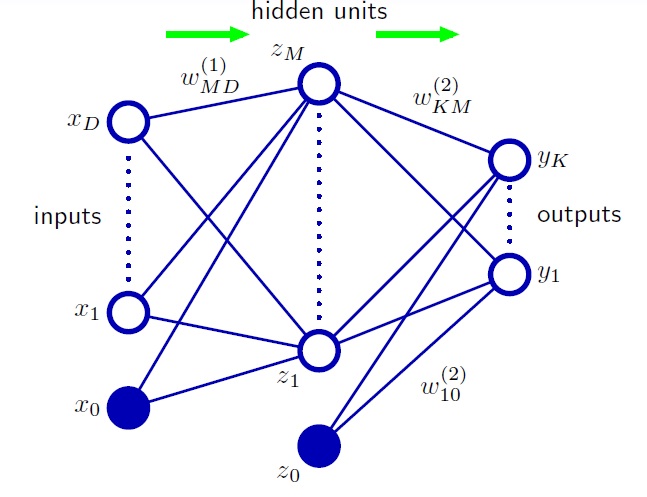 hidden units
z_M
w_{MD}^{(1)}
w_{KM}^{(2)}
x_D
y_K
inputs
outputs
y_1
x_1
z_1
w_{10}^{(2)}
x_0
z_0